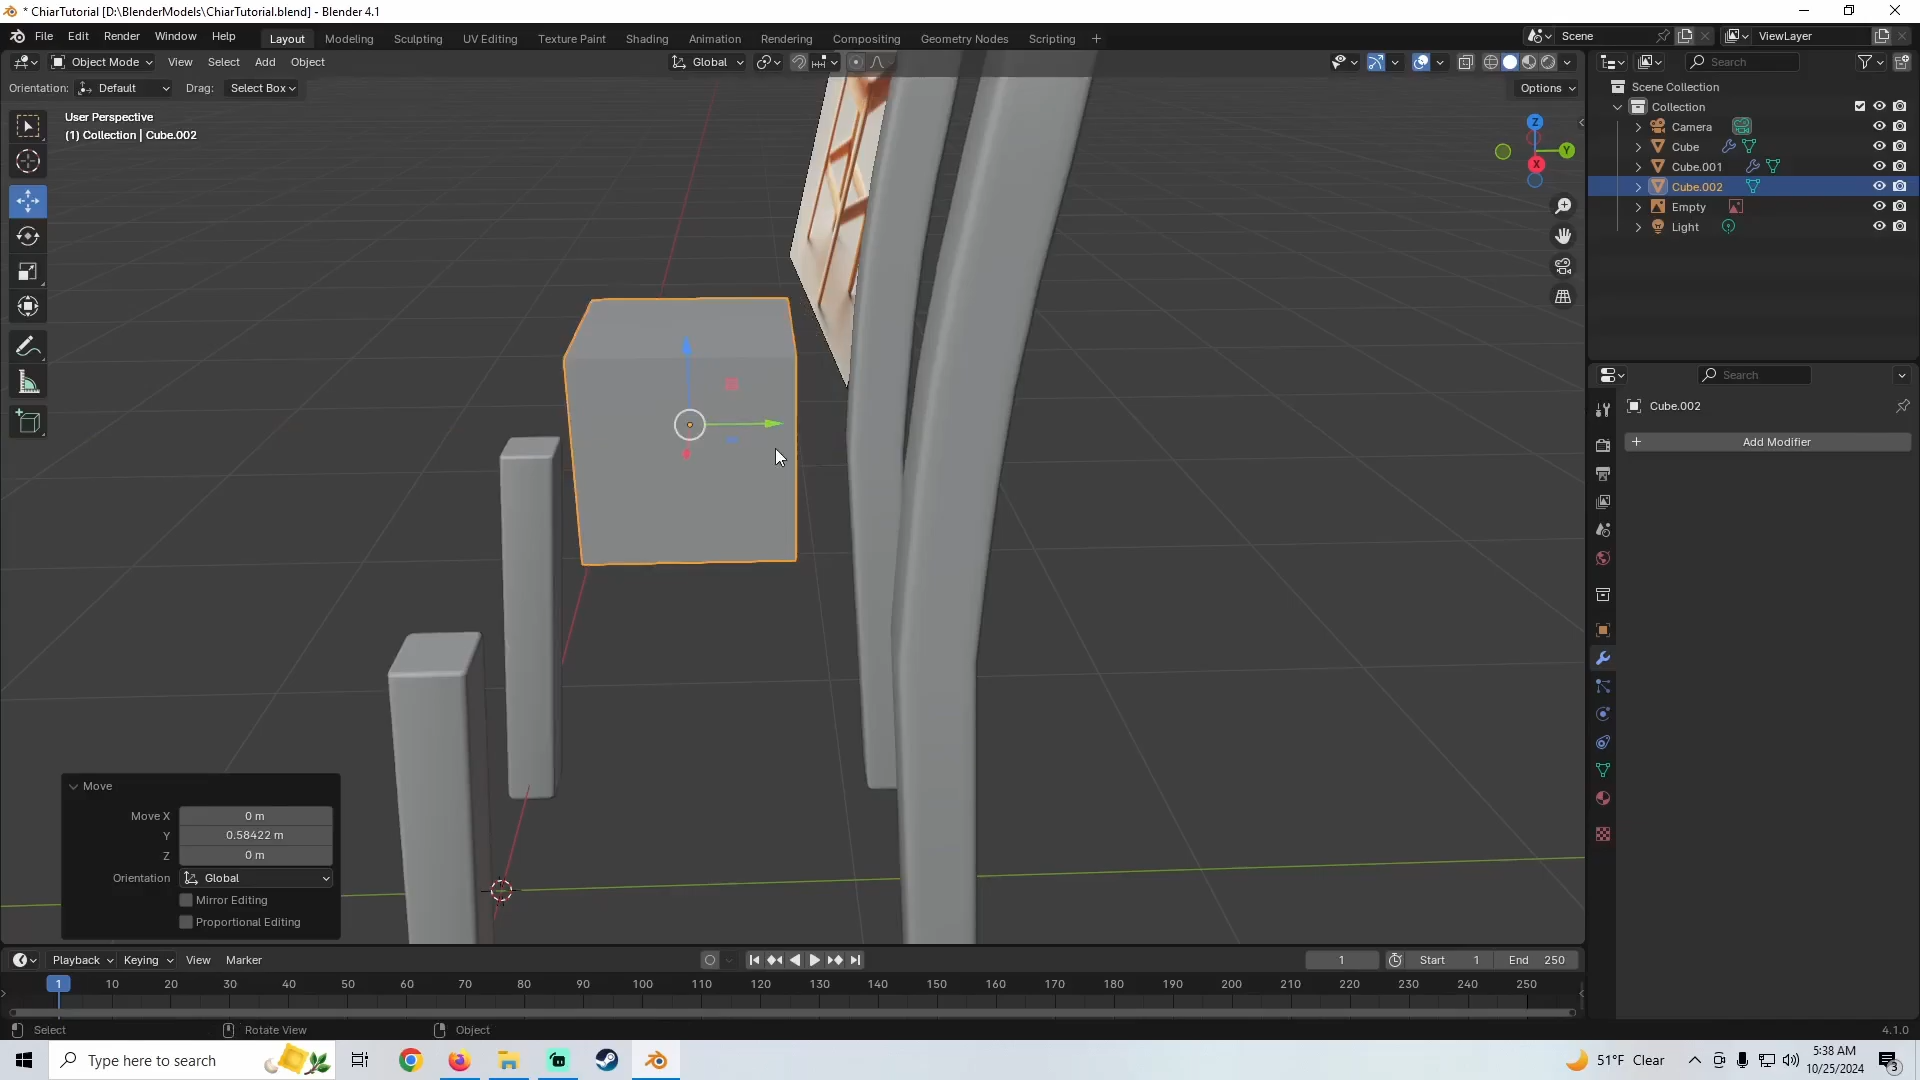 * ChiarTutorial [D:\BlenderModels\ChiarTutorial.blend] - Blender 4.1
File Edit Render Window Help Layout Modeling Sculpting UV Editing Texture Paint Shading Animation Rendering Compositing Geometry Nodes Scripting + Scene ViewLayer
Object Mode View Select Add Object Global Search
Orientation: Default Drag: Select Box Options
User Perspective
(1) Collection | Cube.002
Z
Y
X
Scene Collection
Collection
Camera
Cube
Cube.001
Cube.002
Empty
Light
Search
Cube.002
+ Add Modifier
Move
Move X 0 m
Y 0.58422 m
Z 0 m
Orientation Global
Mirror Editing
Proportional Editing
Playback Keying View Marker 1 Start 1 End 250
1 10 20 30 40 50 60 70 80 90 100 110 120 130 140 150 160 170 180 190 200 210 220 230 240 250
Select Rotate View Object 4.1.0
Type here to search
51°F Clear
5:38 AM
10/25/2024
3